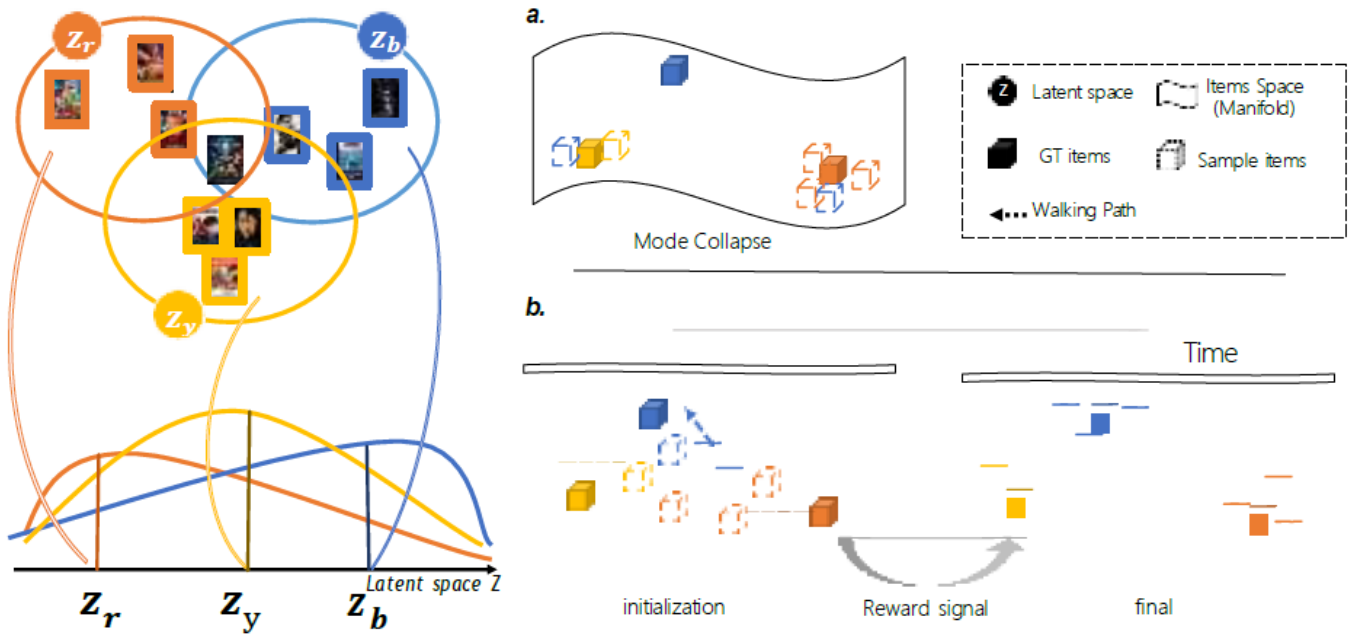 z_r
z_b
z_y
Latent space Z
z_r
z_y
z_b
a.
Mode Collapse
Z
Latent space
Items Space
(Manifold)
GT items
Sample items
Walking Path
b.
Time
initialization
Reward signal
final